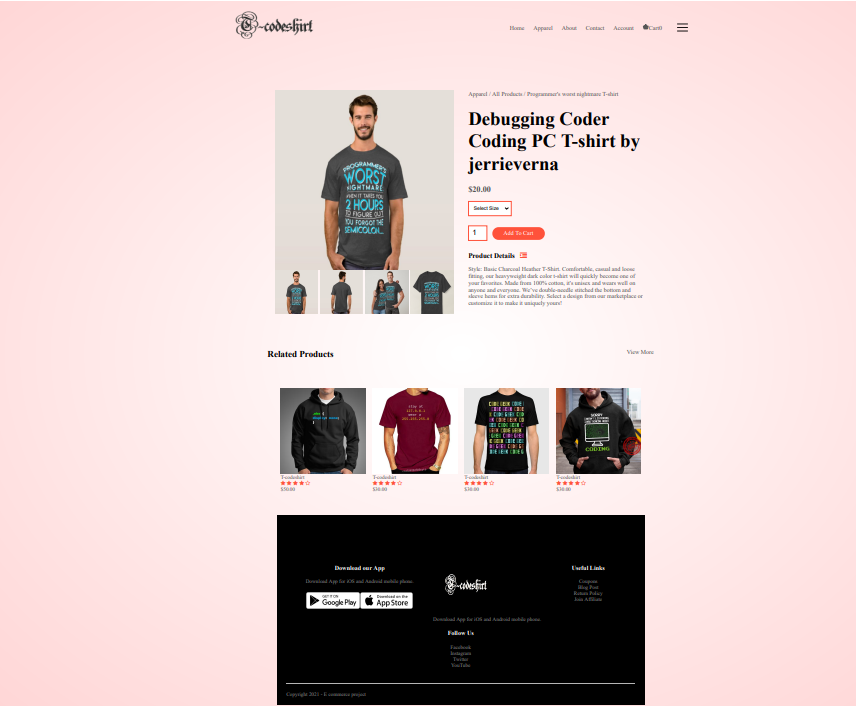 T-codeshirt
Home Apparel About Contact Account Cart0
Apparel / All Products / Programmer's worst nightmare T-shirt
Debugging Coder
Coding PC T-shirt by
jerrieverna
$20.00
Select Size
1
Add To Cart
Product Details
Style: Basic Charcoal Heather T-Shirt. Comfortable, casual and loose
fitting, our heavyweight dark color t-shirt will quickly become one of
your favorites. Made from 100% cotton, it's unisex and wears well on
anyone and everyone. We've double-needle stitched the bottom and
sleeve hems for extra durability. Select a design from our marketplace or
customize it to make it uniquely yours!
PROGRAMMER'S
WORST
NIGHTMARE
WHEN IT TAKES YOU
2 HOURS
TO FIGURE OUT
YOU FORGOT THE
SEMICOLON...
Related Products
View More
CODING
T-codeshirt
$50.00
T-codeshirt
$30.00
T-codeshirt
$30.00
T-codeshirt
$30.00
Download our App
Download App for iOS and Android mobile phone.
GET IT ON
Google Play
Download on the
App Store
T-codeshirt
Download App for iOS and Android mobile phone.
Follow Us
Facebook
Instagram
Twitter
YouTube
Useful Links
Coupons
Blog Post
Return Policy
Join Affiliate
Copyright 2021 - E commerce project